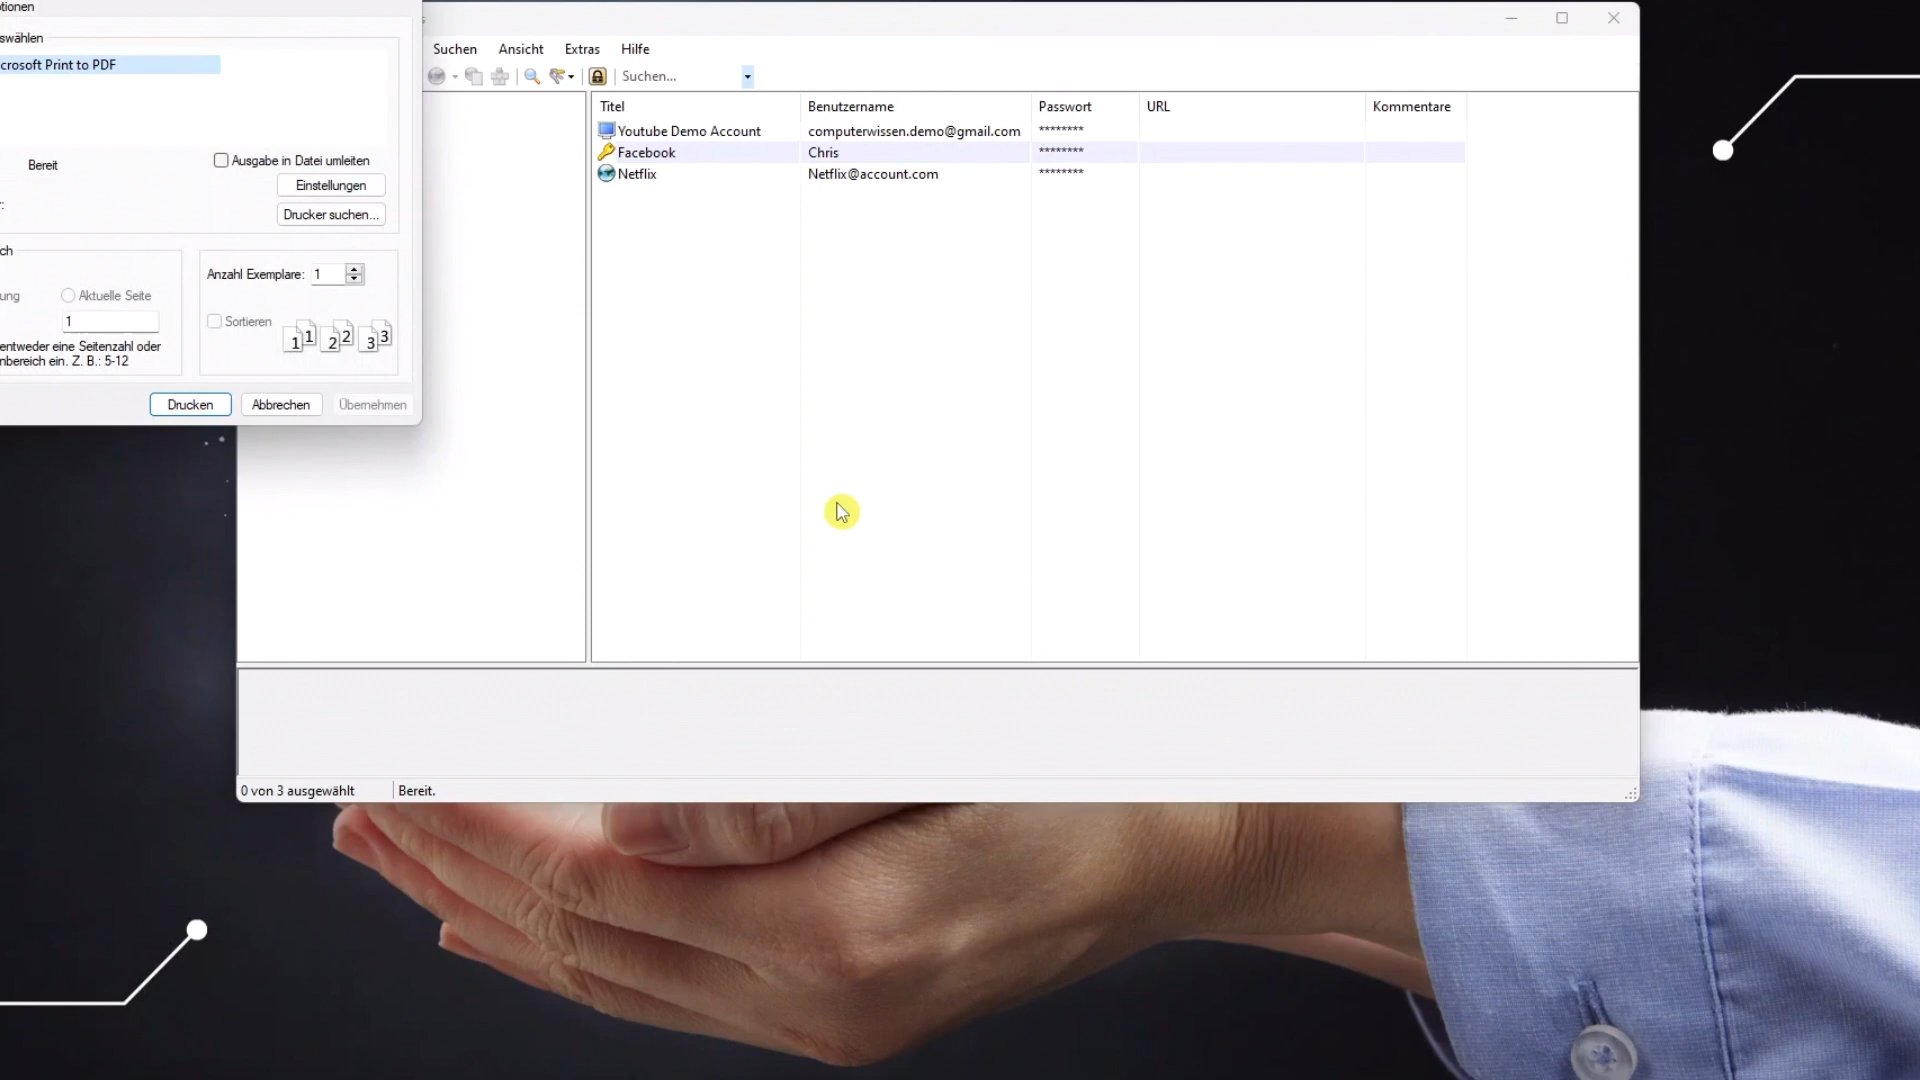 tionen
swählen
crosoft Print to PDF
Bereit
Ausgabe in Datei umleiten
Einstellungen
r:
Drucker suchen...
ch
Anzahl Exemplare: 1
ung
Aktuelle Seite
1
Sortieren
1 1 2 2 3 3
entweder eine Seitenzahl oder
nbereich ein. Z. B.: 5-12
Drucken
Abbrechen
Übernehmen
Suchen Ansicht Extras Hilfe
Suchen...
Titel Benutzername Passwort URL Kommentare
Youtube Demo Account computerwissen.demo@gmail.com ********
Facebook Chris ********
Netflix Netflix@account.com ********
0 von 3 ausgewählt Bereit.